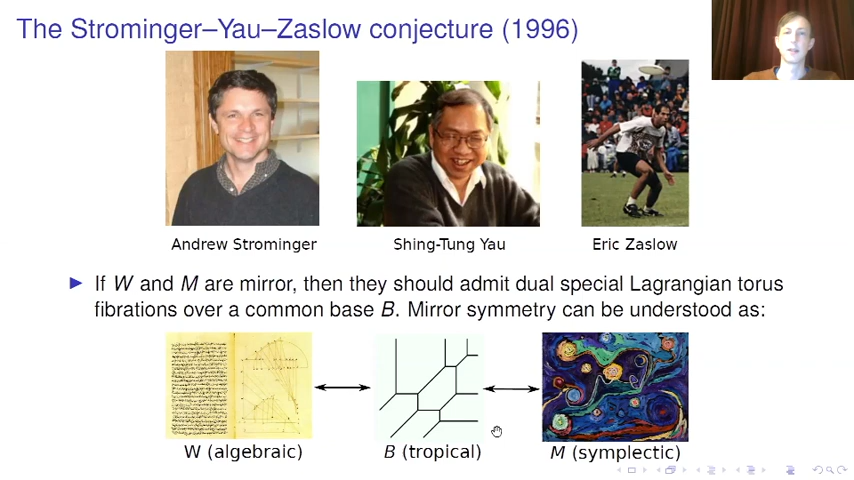 The Strominger–Yau–Zaslow conjecture (1996)
Andrew Strominger
Shing-Tung Yau
Eric Zaslow
If W and M are mirror, then they should admit dual special Lagrangian torus
fibrations over a common base B. Mirror symmetry can be understood as:
W (algebraic)
B (tropical)
M (symplectic)